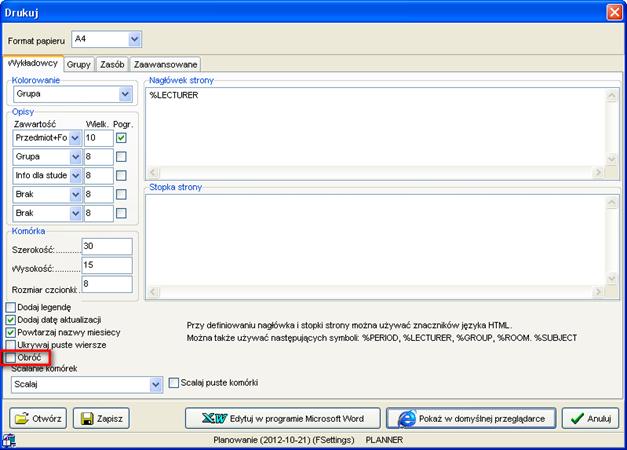 Drukuj
Format papieru A4
Wykładowcy Grupy Zasób Zaawansowane
Kolorowanie
Grupa
Opisy
Zawartość Wielk. Pogr.
Przedmiot+Fo 10
Grupa 8
Info dla stude 8
Brak 8
Brak 8
Komórka
Szerokość:........... 30
Wysokość:........... 15
Rozmiar czcionki: 8
Dodaj legendę
Dodaj datę aktualizacji
Powtarzaj nazwy miesiecy
Ukrywaj puste wiersze
Obróć
Scalanie komórek
Scalaj Scalaj puste komórki
Nagłówek strony
%LECTURER
Stopka strony
Przy definiowaniu nagłówka i stopki strony można używać znaczników języka HTML.
Można także używać następujących symboli: %PERIOD, %LECTURER, %GROUP, %ROOM. %SUBJECT
Otwórz Zapisz Edytuj w programie Microsoft Word Pokaż w domyślnej przeglądarce Anuluj
Planowanie (2012-10-21) (FSettings) PLANNER